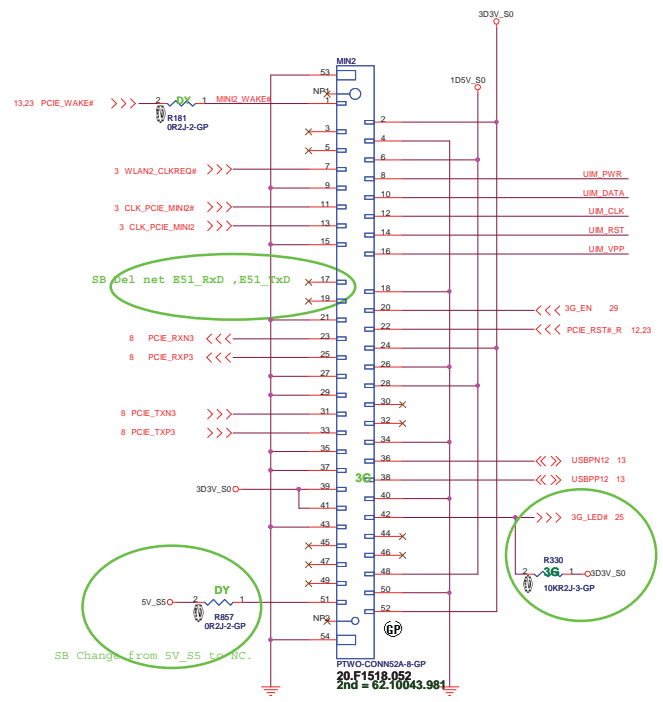 3D3V_S0
MIN2
1D5V_S0
53
NP1
13,23 PCIE_WAKE# 2 DY 1 MINI2_WAKE# 1
R181
0R2J-2-GP
2
3
4
5
6
3 WLAN2_CLKREQ# 7
8 UIM_PWR
9
10 UIM_DATA
3 CLK_PCIE_MINI2# 11
12 UIM_CLK
3 CLK_PCIE_MINI2 13
14 UIM_RST
15
16 UIM_VPP
SB Del net E51_RxD ,E51_TxD 17
18
19
20 3G_EN 29
21
22 PCIE_RST#_R 12,23
8 PCIE_RXN3 23
24
8 PCIE_RXP3 25
26
27
28
29
30
8 PCIE_TXN3 31
32
8 PCIE_TXP3 33
34
35
36 USBPN12 13
37
3G 38 USBPP12 13
3D3V_S0 39
40
41
42 3G_LED# 25
43
44
45
46
47
48
R330
2 3G 1 3D3V_S0
10KR2J-3-GP
49
50
5V_S5 2 DY 1 51
R857
0R2J-2-GP
52
NP2
GP
54
SB Change from 5V_S5 to NC.
PTWO-CONN52A-8-GP
20.F1518.052
2nd = 62.10043.981